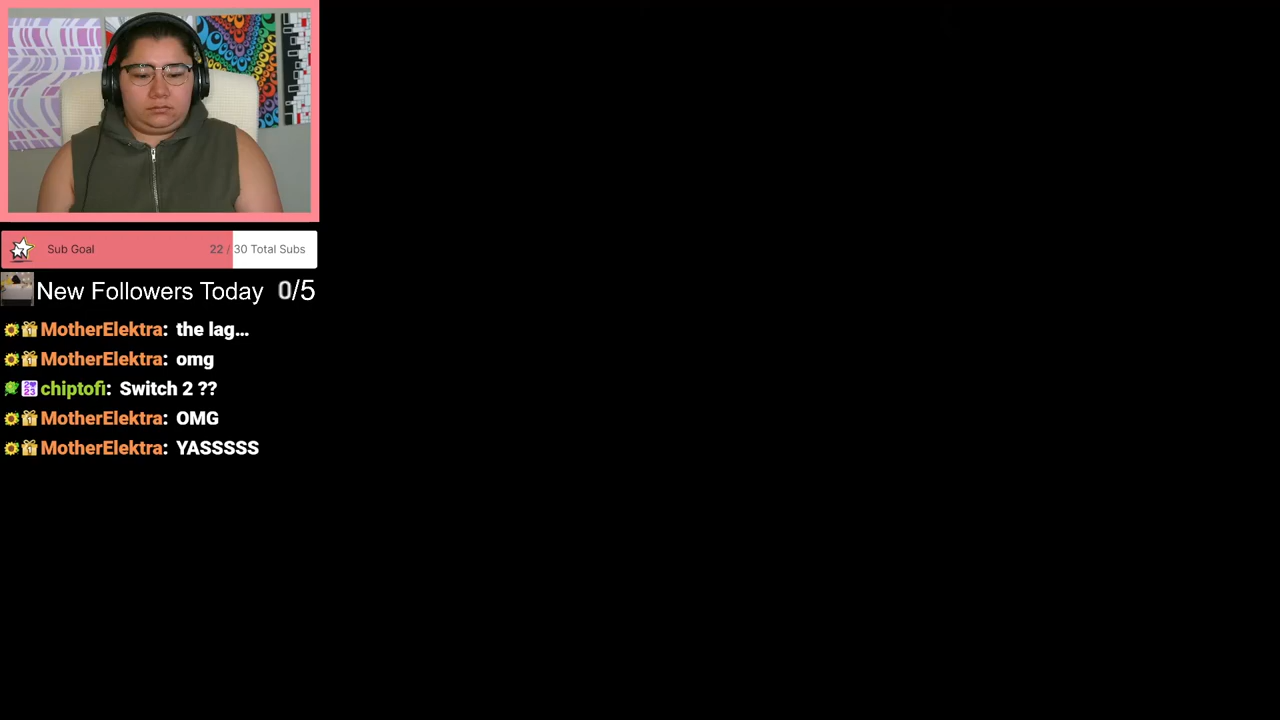 Sub Goal 22 / 30 Total Subs
New Followers Today 0/5
MotherElektra: the lag...
MotherElektra: omg
chiptofi: Switch 2 ??
MotherElektra: OMG
MotherElektra: YASSSSS